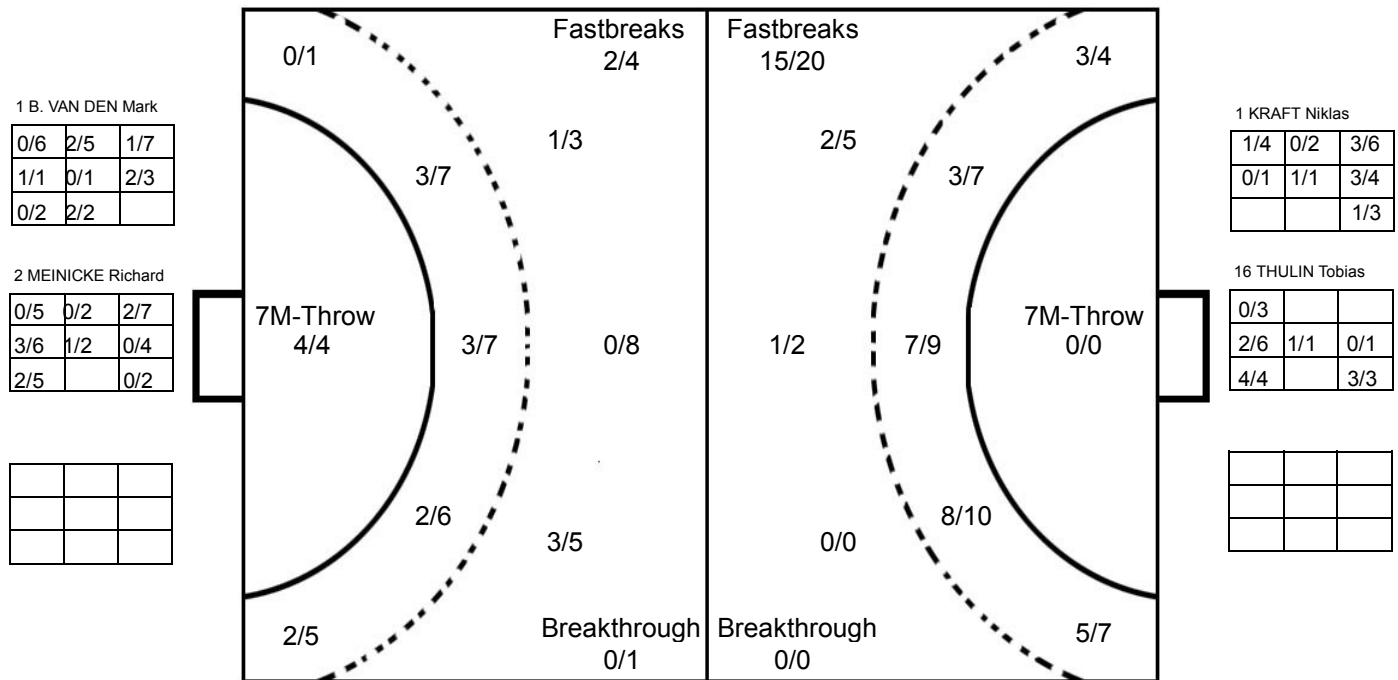 Fastbreaks Fastbreaks
0/1 2/4 15/20 3/4
1 B. VAN DEN Mark
0/6 2/5 1/7
1/1 0/1 2/3
0/2 2/2
1/3 2/5
1 KRAFT Niklas
1/4 0/2 3/6
0/1 1/1 3/4
1/3
3/7 3/7
2 MEINICKE Richard
0/5 0/2 2/7
3/6 1/2 0/4
2/5 0/2
7M-Throw
4/4 3/7 0/8 1/2 7/9
7M-Throw
0/0
16 THULIN Tobias
0/3
2/6 1/1 0/1
4/4 3/3
2/6 8/10
3/5 0/0
2/5 5/7
Breakthrough Breakthrough
0/1 0/0